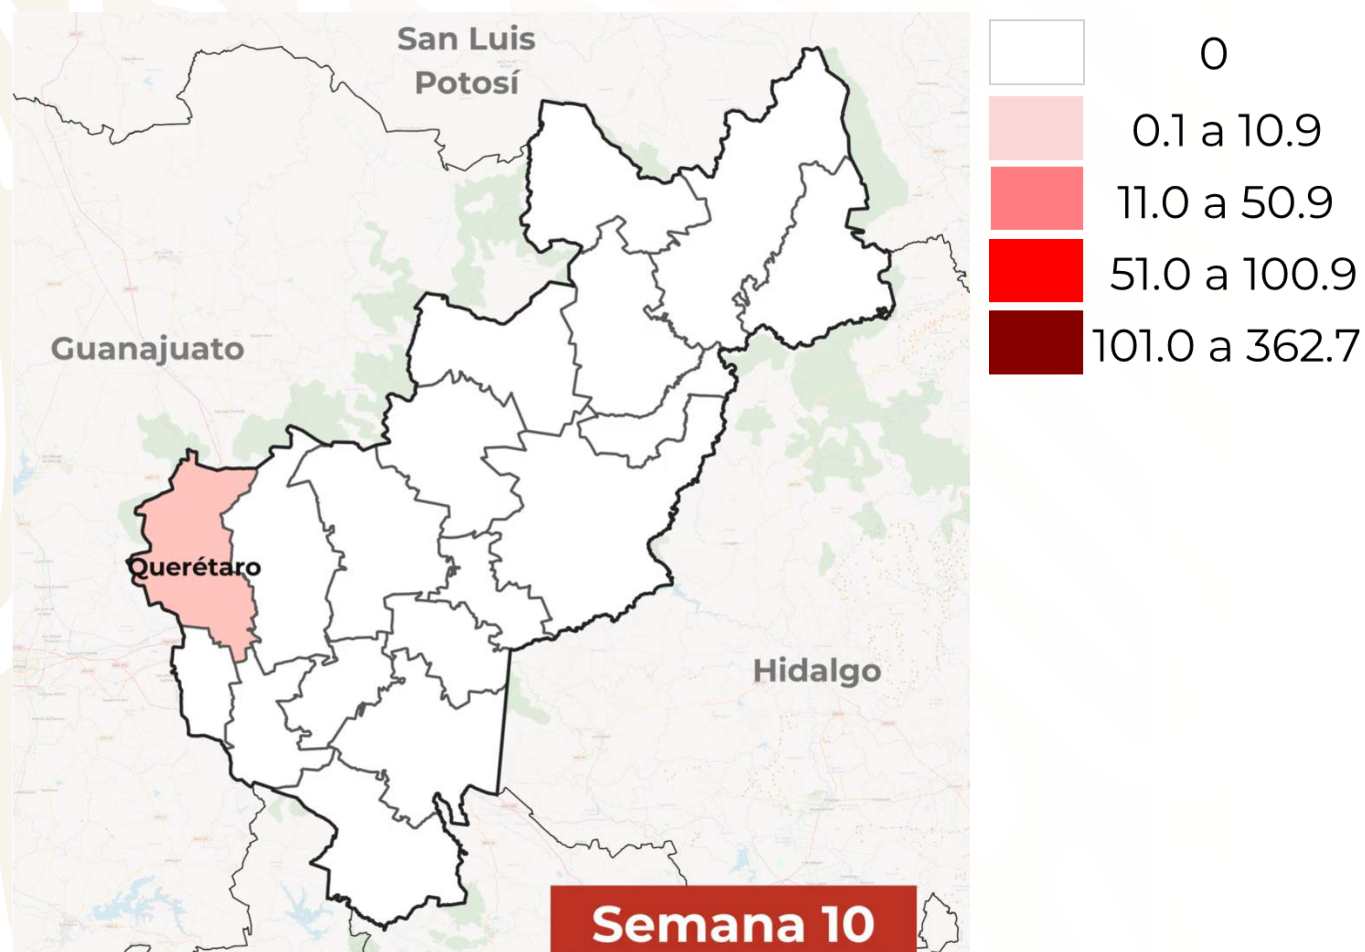 San Luis
Potosí
Guanajuato
Querétaro
Hidalgo
Semana 10
0
0.1 a 10.9
11.0 a 50.9
51.0 a 100.9
101.0 a 362.7